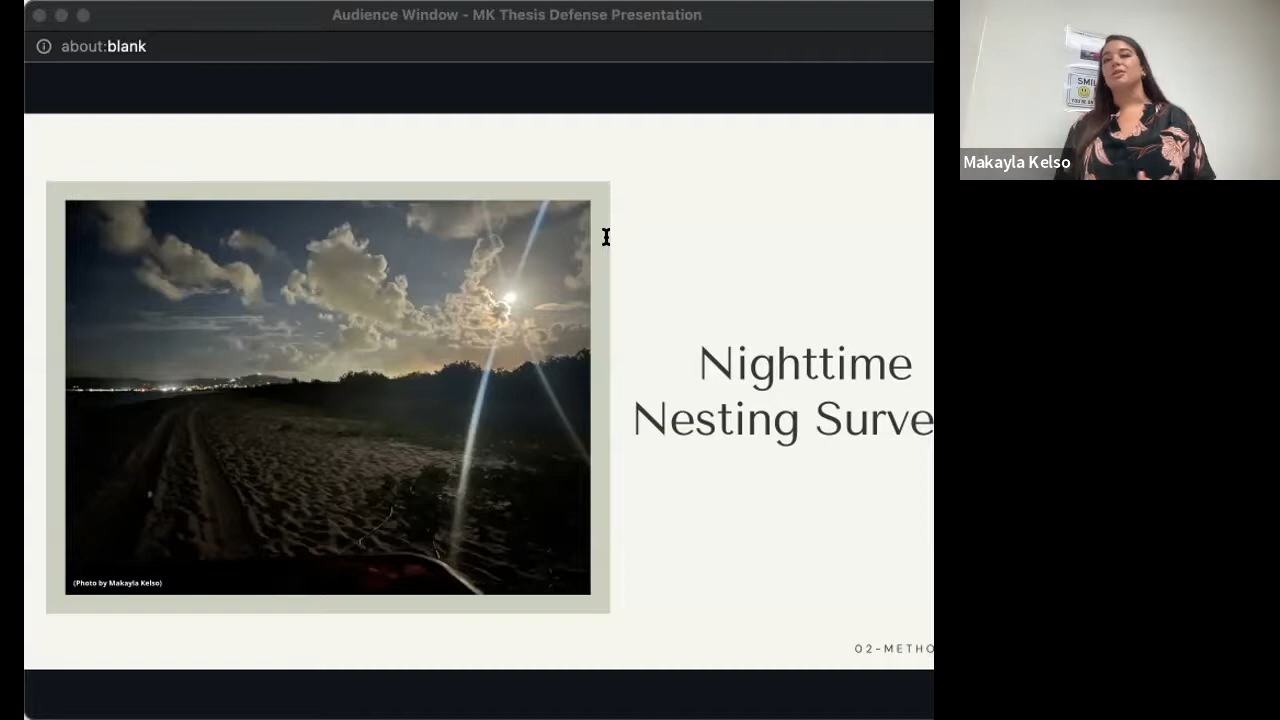 Audience Window - MK Thesis Defense Presentation
about:blank
SMIL
Makayla Kelso
Nighttime
Nesting Surve
(Photo by Makayla Kelso)
02-METHO